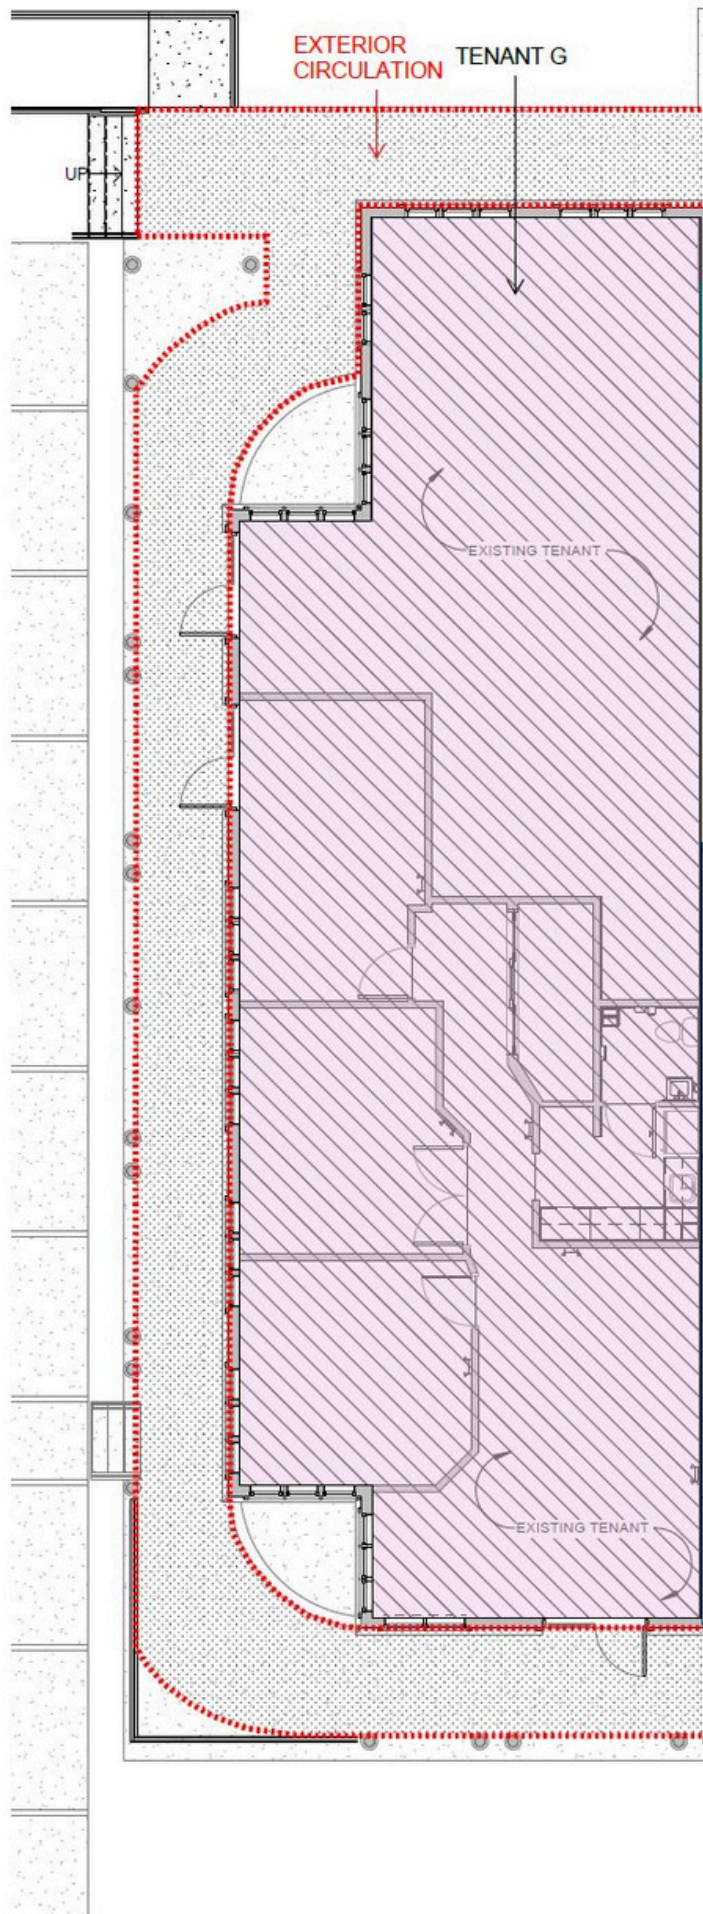 EXTERIOR
CIRCULATION
TENANT G
UP
EXISTING TENANT
EXISTING TENANT